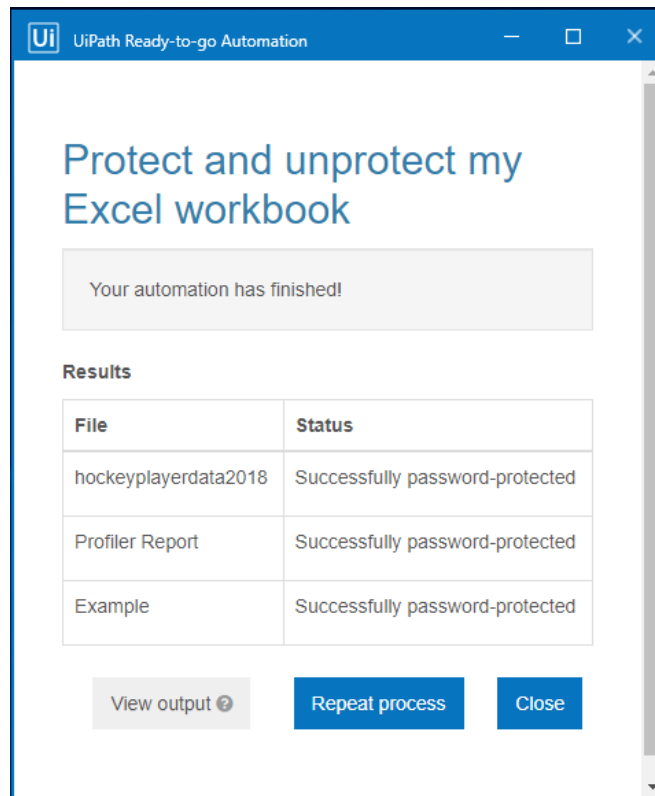 Ui UiPath Ready-to-go Automation
Protect and unprotect my
Excel workbook
Your automation has finished!
Results
File Status
hockeyplayerdata2018 Successfully password-protected
Profiler Report Successfully password-protected
Example Successfully password-protected
View output ? Repeat process Close